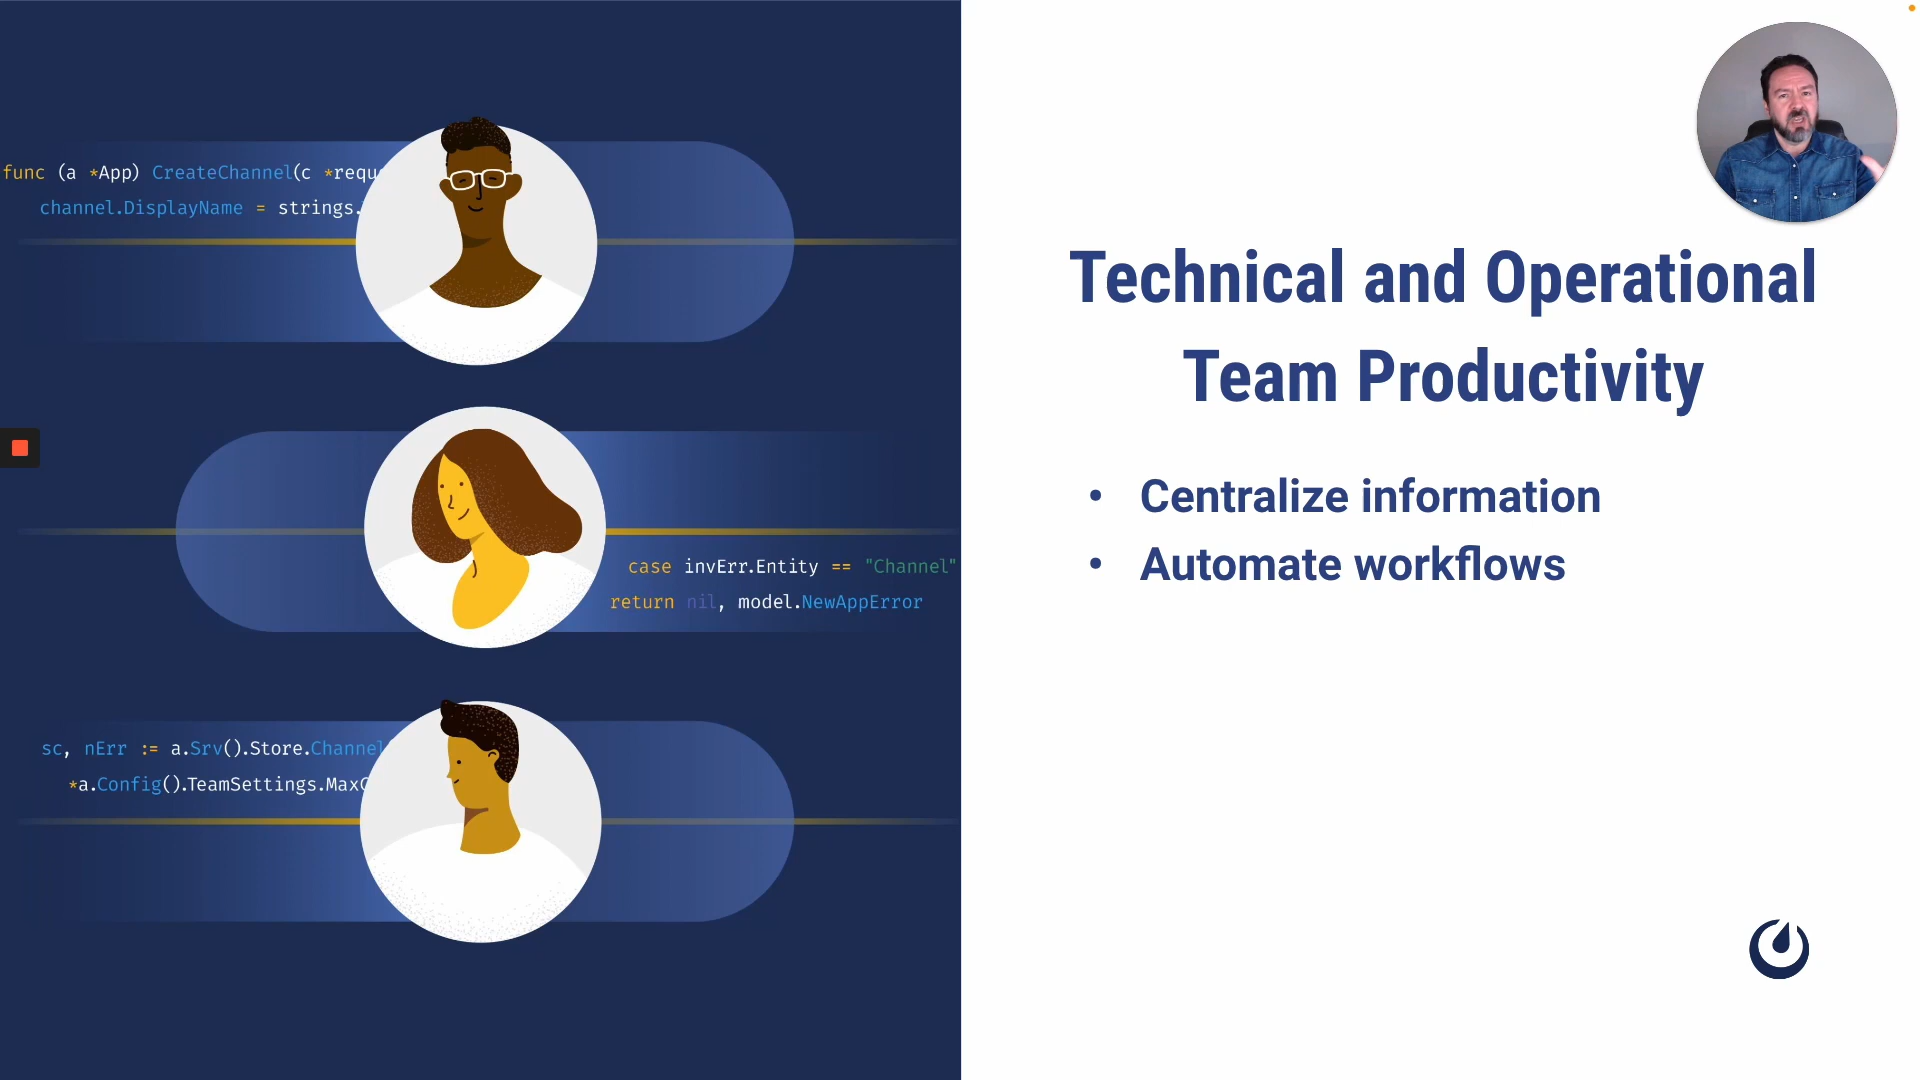 func (a *App) CreateChannel(c *requ
channel.DisplayName = strings.
case invErr.Entity == "Channel"
return nil, model.NewAppError
sc, nErr := a.Srv().Store.Channel
*a.Config().TeamSettings.MaxC
Technical and Operational
Team Productivity
• Centralize information
• Automate workflows